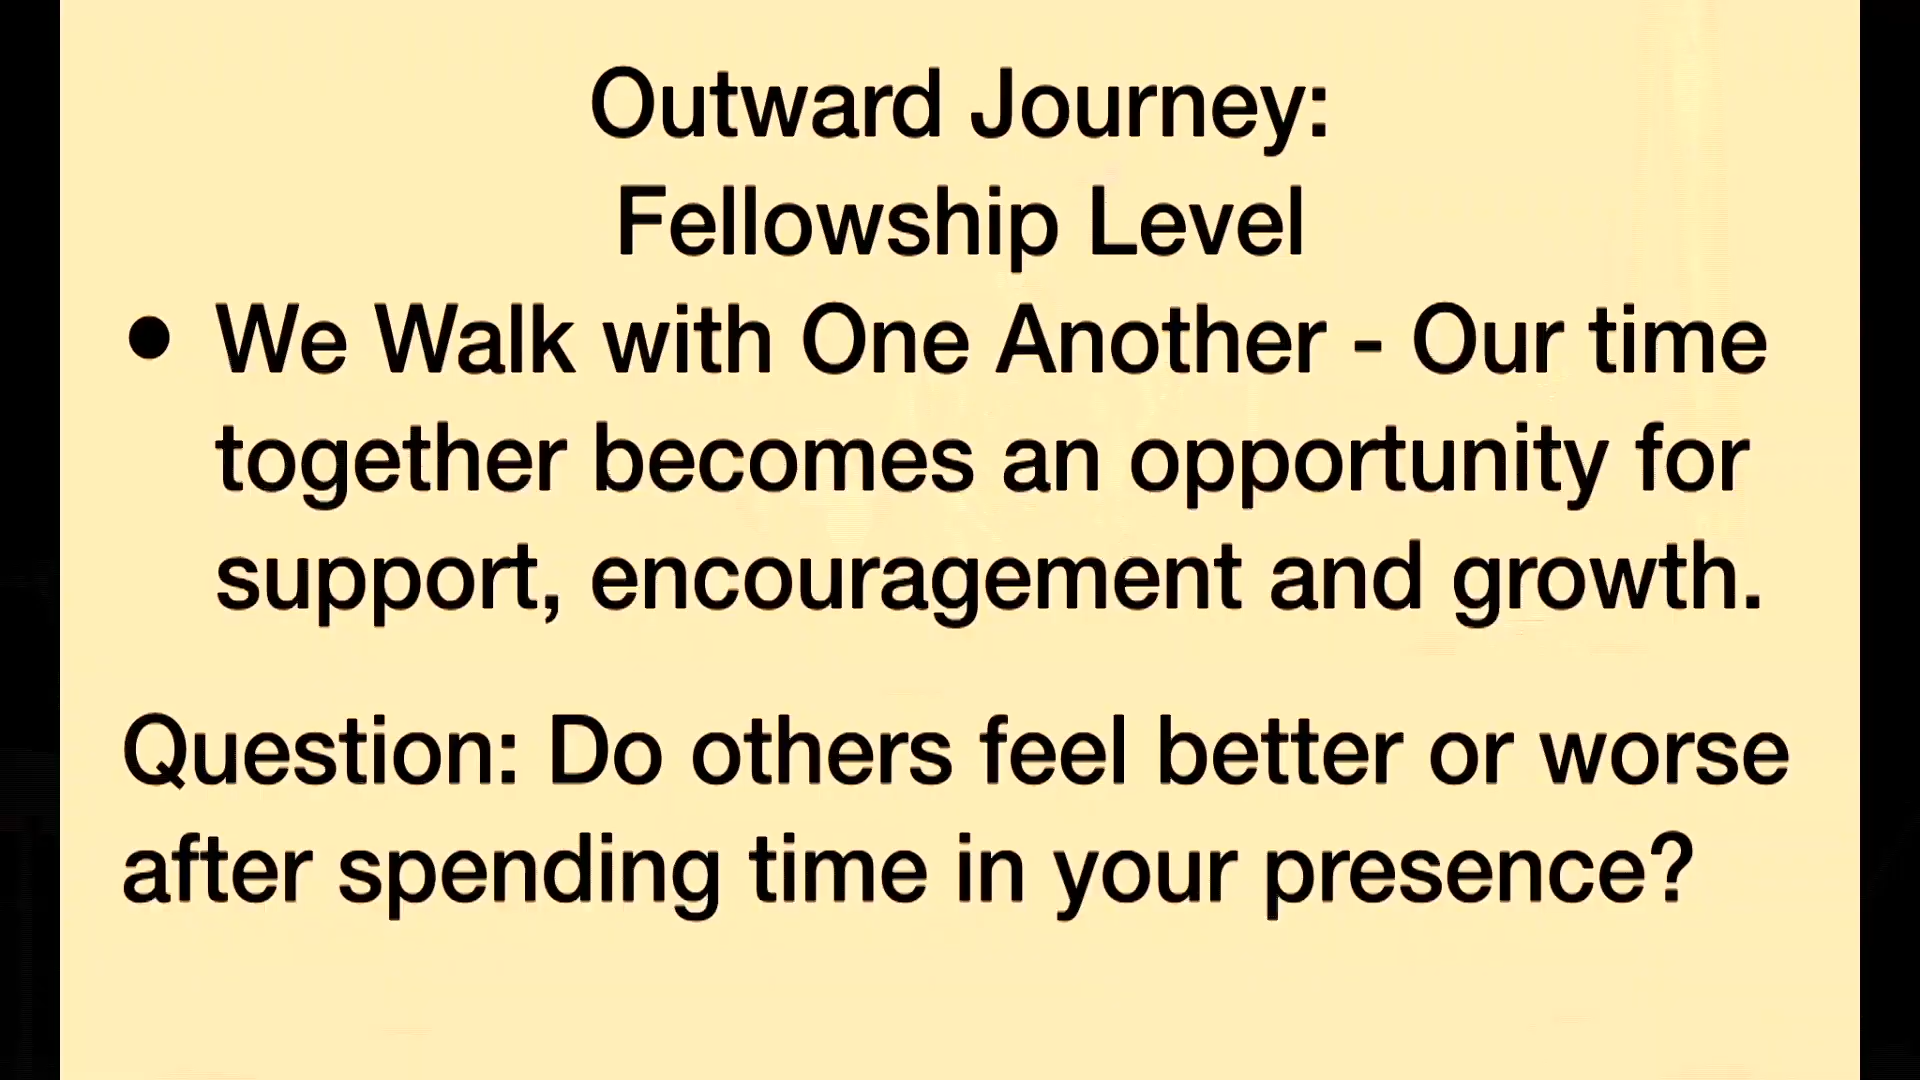 Outward Journey:
Fellowship Level
• We Walk with One Another - Our time
together becomes an opportunity for
support, encouragement and growth.
Question: Do others feel better or worse
after spending time in your presence?